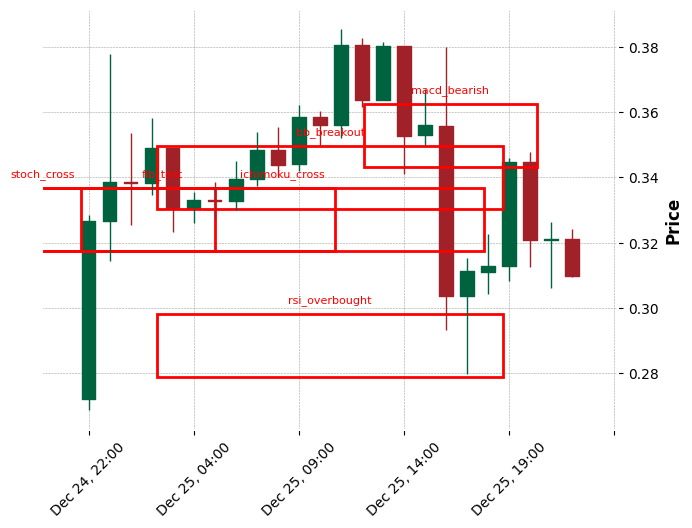 0.38
macd_bearish
0.36
bb_breakout
stoch_cross
ichimoku_cross
0.34
0.32
Price
rsi_overbought
0.30
0.28
Dec 24, 22:00
Dec 25, 04:00
Dec 25, 09:00
Dec 25, 14:00
Dec 25, 19:00